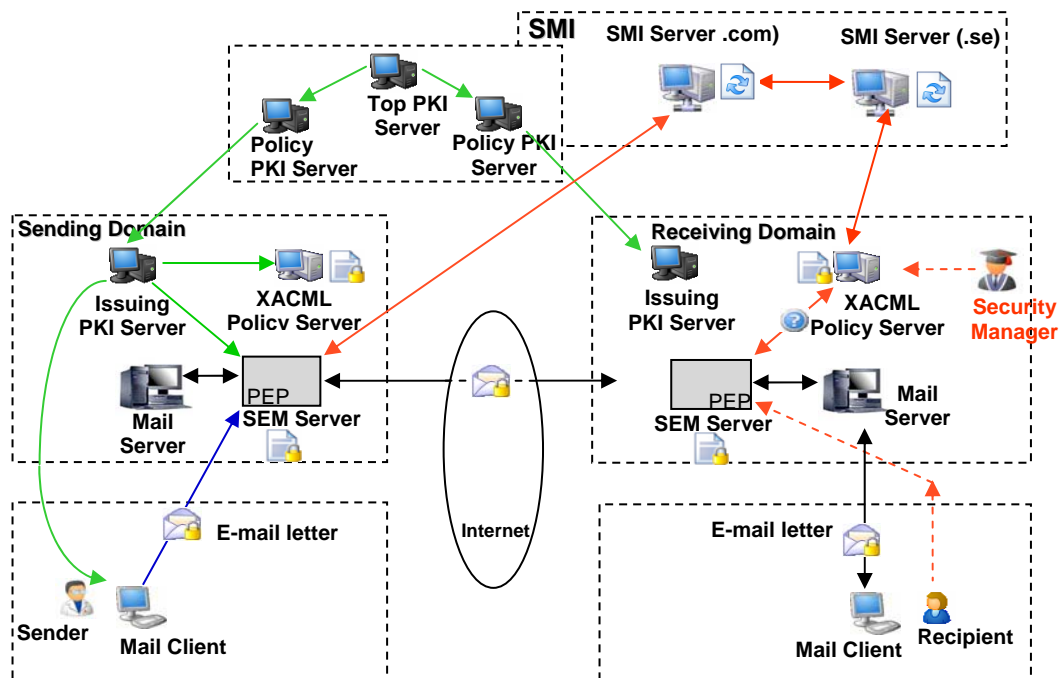 SMI
SMI Server .com)
SMI Server (.se)
Top PKI
Server
Policy
PKI Server
Policy PKI
Server
Sending Domain
Issuing
PKI Server
XACML
Policv Server
Mail
Server
PEP
SEM Server
Receiving Domain
Issuing
PKI Server
XACML
Policy Server
Security
Manager
PEP
SEM Server
Mail
Server
Internet
E-mail letter
Sender
Mail Client
E-mail letter
Mail Client
Recipient